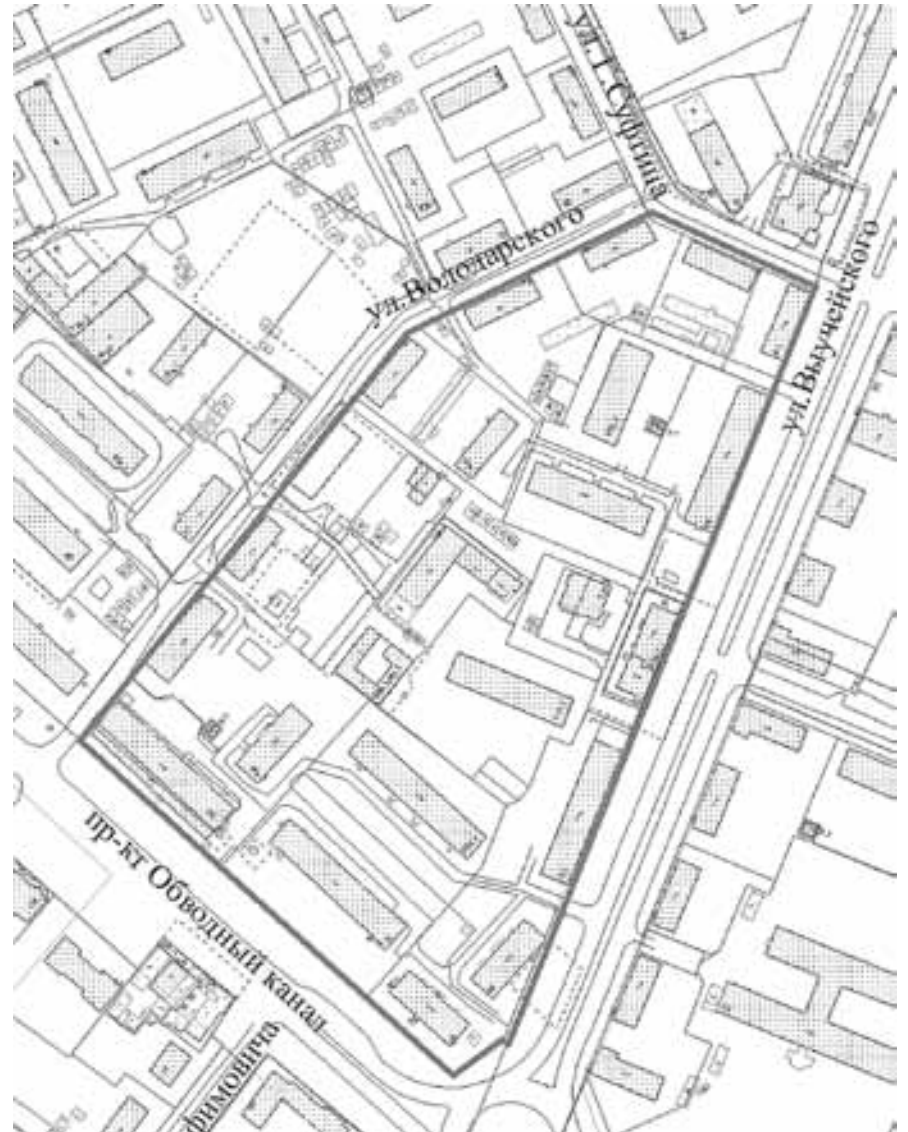 ул.Г.Суфтина
ул.Володарского
ул.Выучейского
пр-кт Обводный канал
фимовича